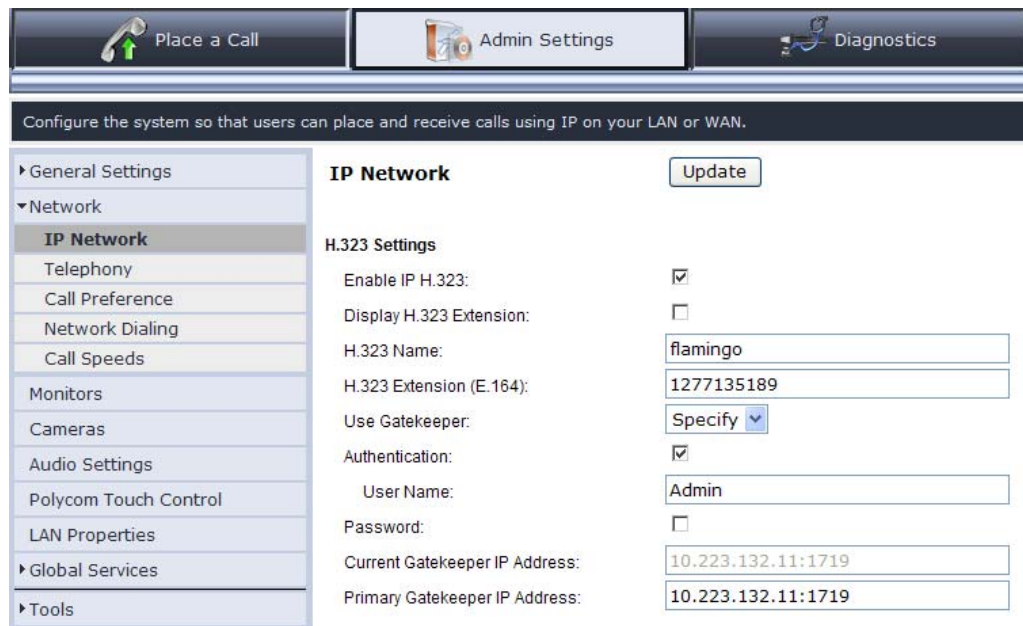 Place a Call
Admin Settings
Diagnostics
Configure the system so that users can place and receive calls using IP on your LAN or WAN.
General Settings
Network
IP Network
Telephony
Call Preference
Network Dialing
Call Speeds
Monitors
Cameras
Audio Settings
Polycom Touch Control
LAN Properties
Global Services
Tools
IP Network
Update
H.323 Settings
Enable IP H.323:
Display H.323 Extension:
H.323 Name: flamingo
H.323 Extension (E.164): 1277135189
Use Gatekeeper: Specify
Authentication:
User Name: Admin
Password:
Current Gatekeeper IP Address: 10.223.132.11:1719
Primary Gatekeeper IP Address: 10.223.132.11:1719